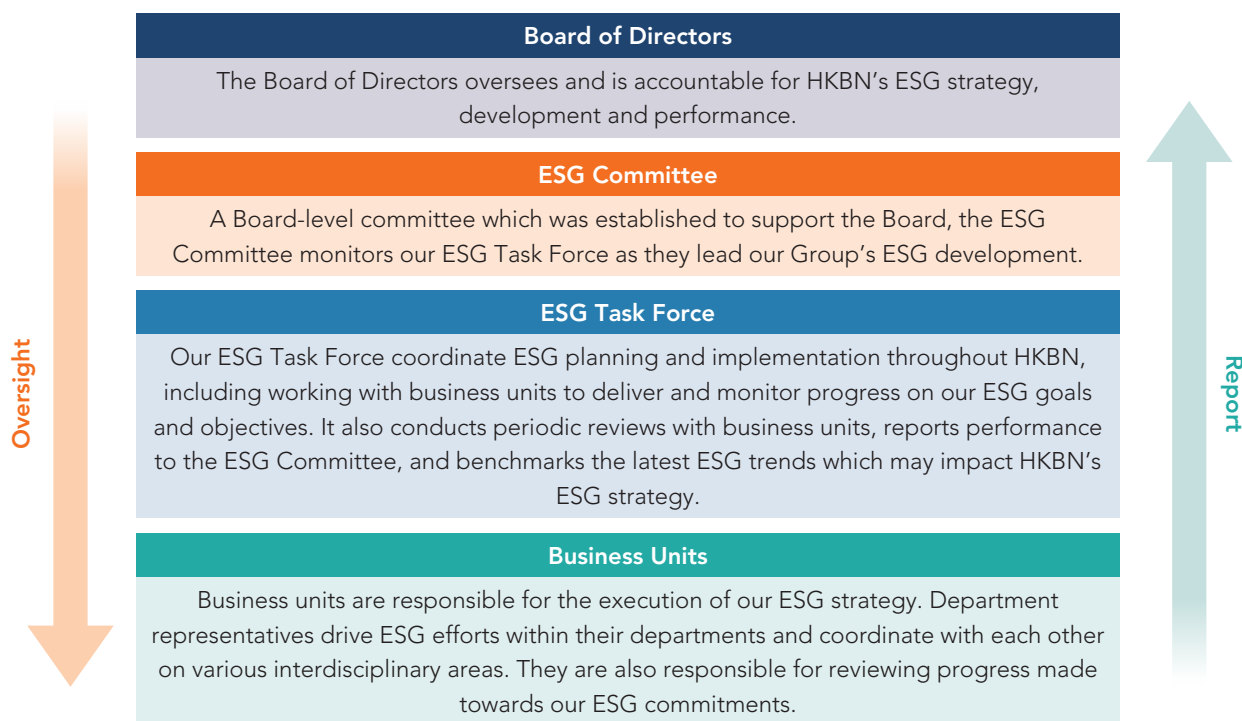 Board of Directors
The Board of Directors oversees and is accountable for HKBN’s ESG strategy,
development and performance.
ESG Committee
A Board-level committee which was established to support the Board, the ESG
Committee monitors our ESG Task Force as they lead our Group’s ESG development.
ESG Task Force
Our ESG Task Force coordinate ESG planning and implementation throughout HKBN,
including working with business units to deliver and monitor progress on our ESG goals
and objectives. It also conducts periodic reviews with business units, reports performance
to the ESG Committee, and benchmarks the latest ESG trends which may impact HKBN’s
ESG strategy.
Business Units
Business units are responsible for the execution of our ESG strategy. Department
representatives drive ESG efforts within their departments and coordinate with each other
on various interdisciplinary areas. They are also responsible for reviewing progress made
towards our ESG commitments.
Oversight
Report